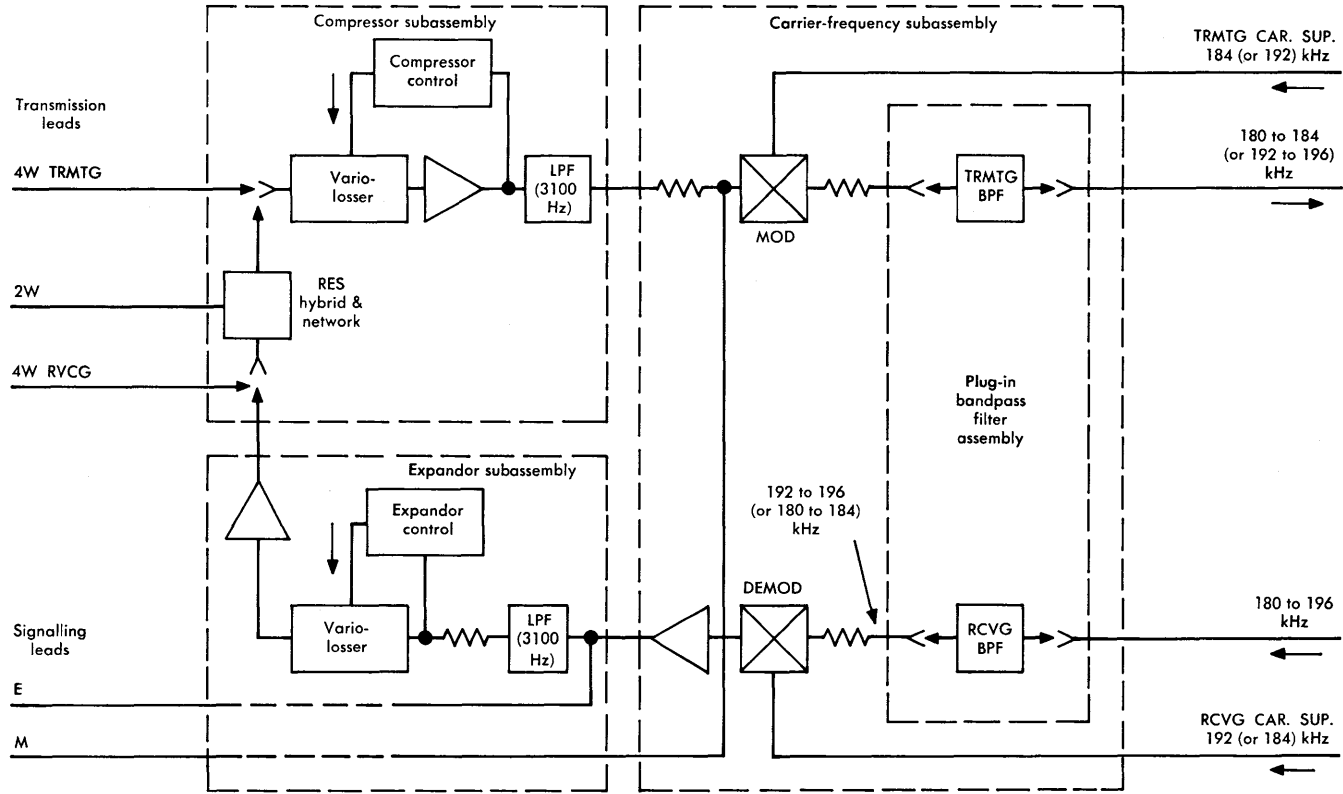 Compressor subassembly
Carrier-frequency subassembly
TRMTG CAR. SUP.
184 (or 192) kHz
Compressor
control
Transmission
leads
180 to 184
(or 192 to 196)
kHz
4W TRMTG
Vario-
losser
LPF
(3100
Hz)
MOD
TRMTG
BPF
2W
RES
hybrid &
network
4W RVCG
Plug-in
bandpass
filter
assembly
Expandor subassembly
Expandor
control
192 to 196
(or 180 to 184)
kHz
DEMOD
180 to 196
kHz
Signalling
leads
Vario-
losser
LPF
(3100
Hz)
RCVG
BPF
E
M
RCVG CAR. SUP.
192 (or 184) kHz